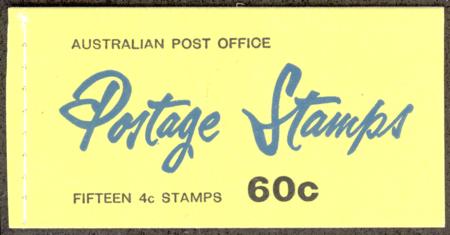 AUSTRALIAN POST OFFICE
Postage Stamps
FIFTEEN 4c STAMPS 60c